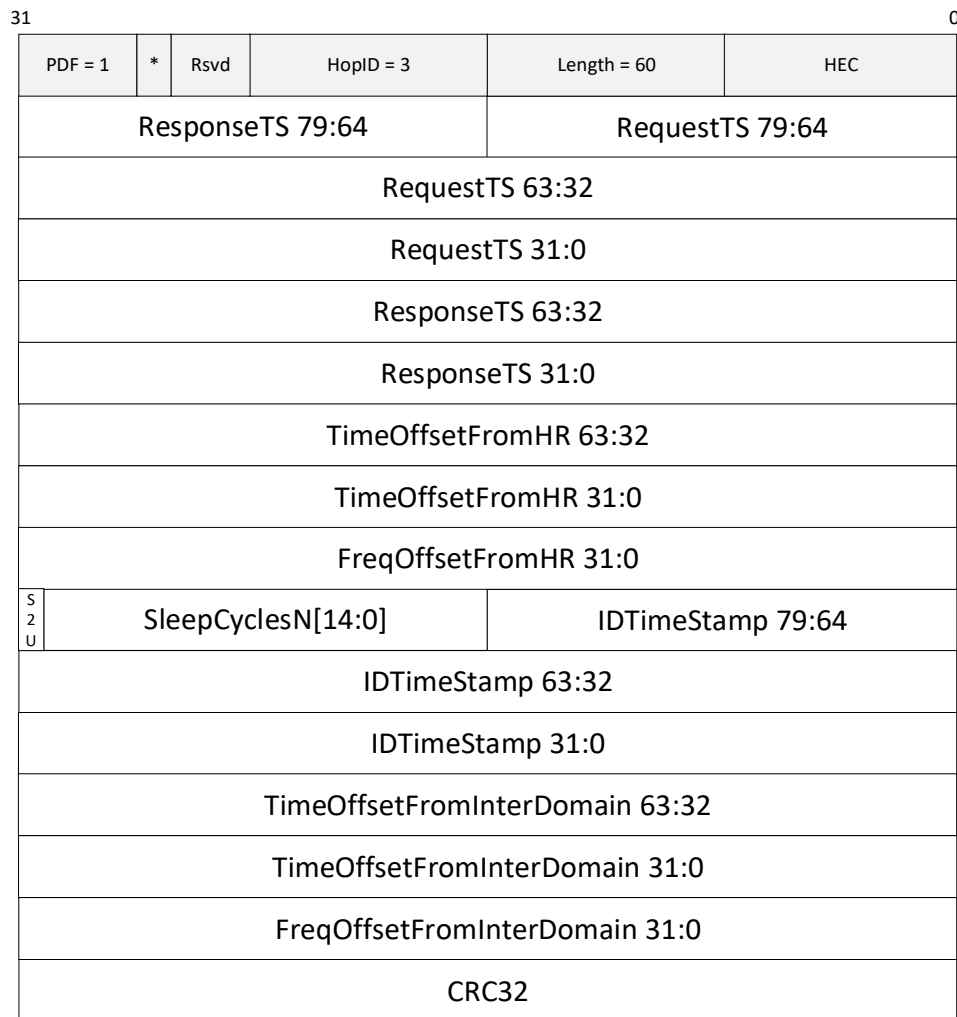 31 0
PDF = 1 * Rsvd HopID = 3 Length = 60 HEC
ResponseTS 79:64 RequestTS 79:64
RequestTS 63:32
RequestTS 31:0
ResponseTS 63:32
ResponseTS 31:0
TimeOffsetFromHR 63:32
TimeOffsetFromHR 31:0
FreqOffsetFromHR 31:0
S2U SleepCyclesN[14:0] IDTimeStamp 79:64
IDTimeStamp 63:32
IDTimeStamp 31:0
TimeOffsetFromInterDomain 63:32
TimeOffsetFromInterDomain 31:0
FreqOffsetFromInterDomain 31:0
CRC32